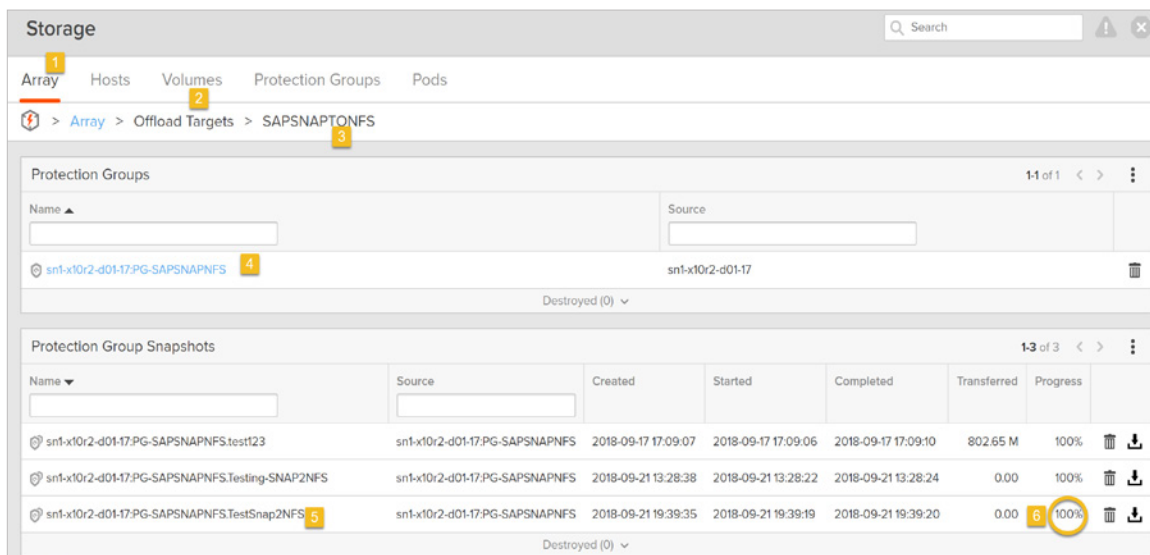 Storage
Search
1
Array Hosts Volumes Protection Groups Pods
2
> Array > Offload Targets > SAPSNAPTONFS
3
Protection Groups 1-1 of 1 < >
Name Source
sn1-x10r2-d01-17:PG-SAPSNAPNFS 4 sn1-x10r2-d01-17
Destroyed (0)
Protection Group Snapshots 1-3 of 3 < >
Name Source Created Started Completed Transferred Progress
sn1-x10r2-d01-17:PG-SAPSNAPNFS.test123 sn1-x10r2-d01-17:PG-SAPSNAPNFS 2018-09-17 17:09:07 2018-09-17 17:09:06 2018-09-17 17:09:10 802.65 M 100%
sn1-x10r2-d01-17:PG-SAPSNAPNFS.Testing-SNAP2NFS sn1-x10r2-d01-17:PG-SAPSNAPNFS 2018-09-21 13:28:38 2018-09-21 13:28:22 2018-09-21 13:28:24 0.00 100%
sn1-x10r2-d01-17:PG-SAPSNAPNFS.TestSnap2NFS 5 sn1-x10r2-d01-17:PG-SAPSNAPNFS 2018-09-21 19:39:35 2018-09-21 19:39:19 2018-09-21 19:39:20 0.00 6 100%
Destroyed (0)